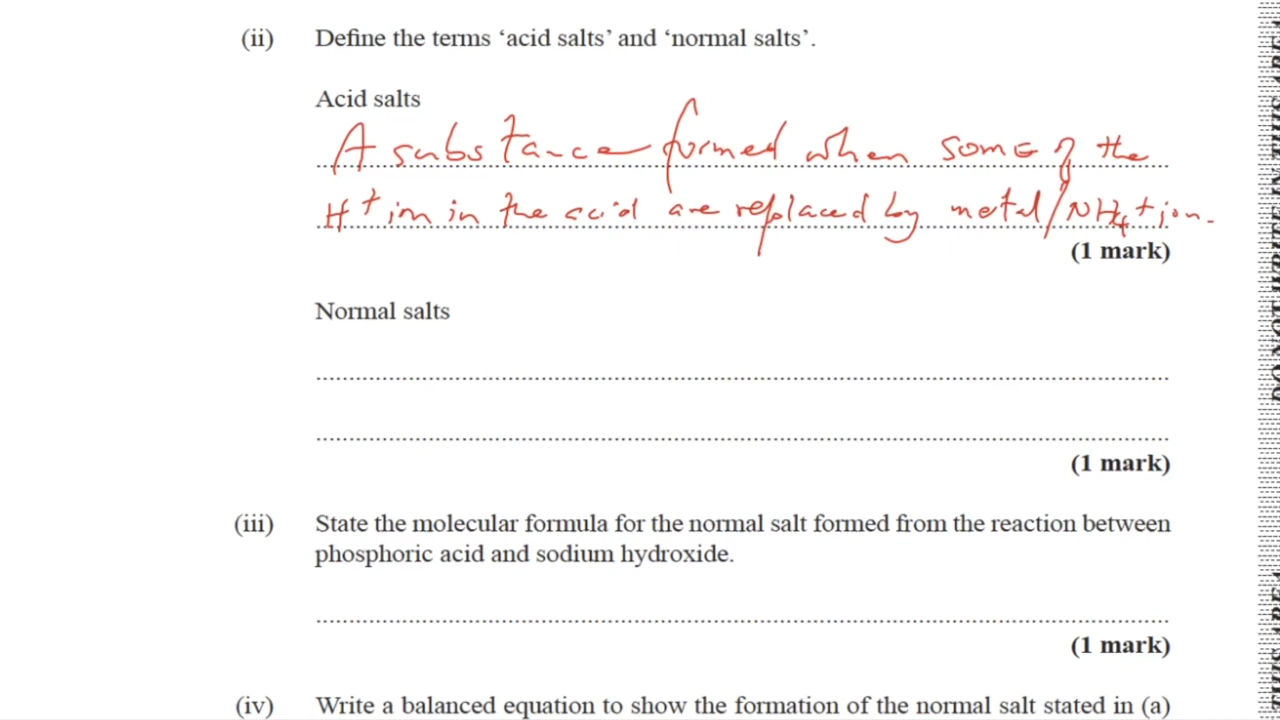 (ii) Define the terms ‘acid salts’ and ‘normal salts’.
Acid salts
A substance formed when some of the
H+ ion in the acid are replaced by metal/NH4+ ion.
(1 mark)
Normal salts
(1 mark)
(iii) State the molecular formula for the normal salt formed from the reaction between
phosphoric acid and sodium hydroxide.
(1 mark)
(iv) Write a balanced equation to show the formation of the normal salt stated in (a)